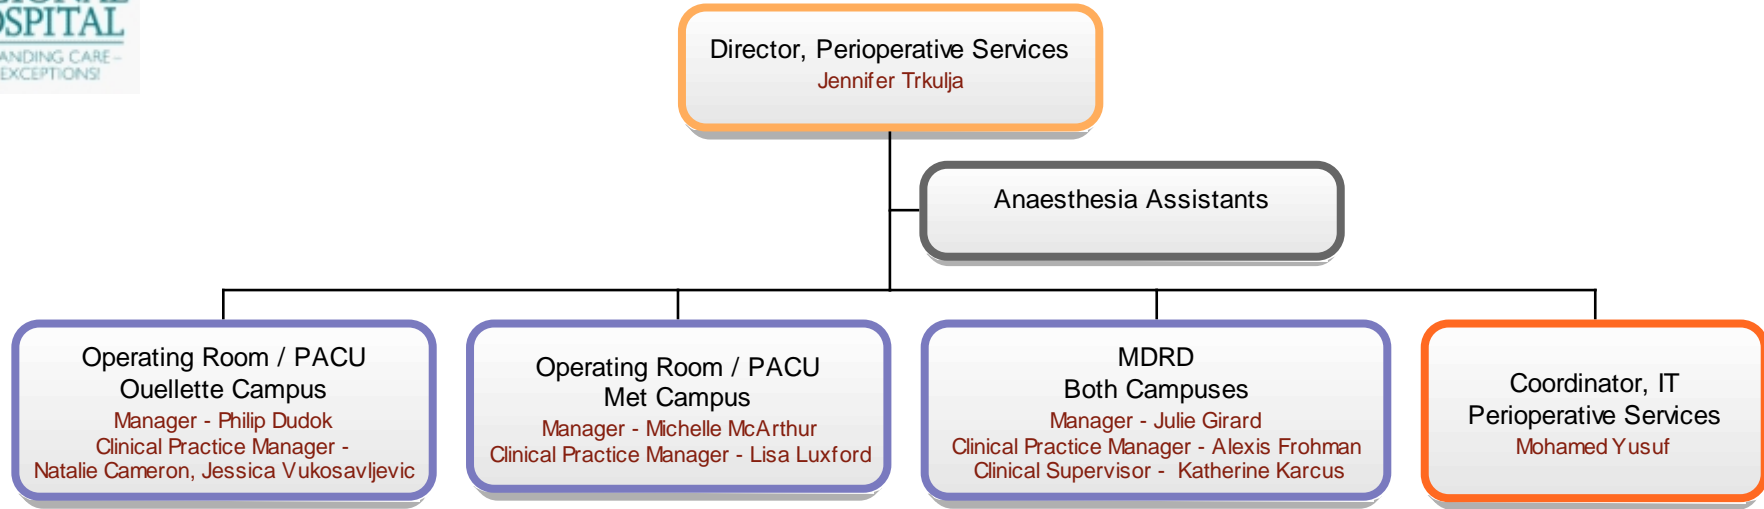 HOSPITAL
EXCEPTIONS!
Director, Perioperative Services
Jennifer Trkulja
Anaesthesia Assistants
Operating Room / PACU
Ouellette Campus
Manager - Philip Dudok
Clinical Practice Manager -
Natalie Cameron, Jessica Vukosavljevic
Operating Room / PACU
Met Campus
Manager - Michelle McArthur
Clinical Practice Manager - Lisa Luxford
MDRD
Both Campuses
Manager - Julie Girard
Clinical Practice Manager - Alexis Frohman
Clinical Supervisor - Katherine Karcus
Coordinator, IT
Perioperative Services
Mohamed Yusuf